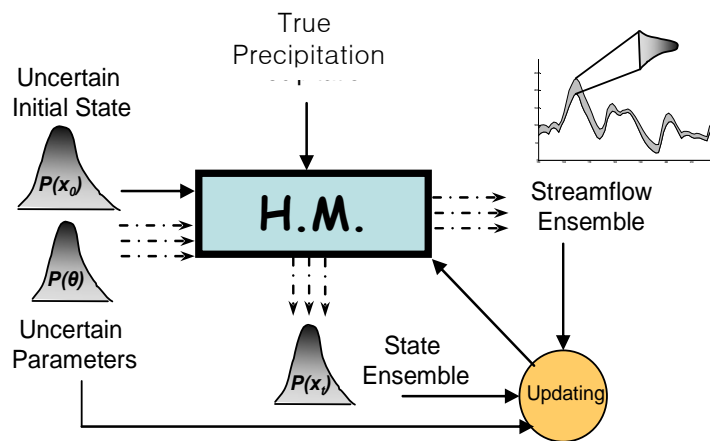 True
Precipitation
Uncertain
Initial State
P(x₀)
H.M.
Streamflow
Ensemble
P(θ)
Uncertain
Parameters
P(xₜ)
State
Ensemble
Updating